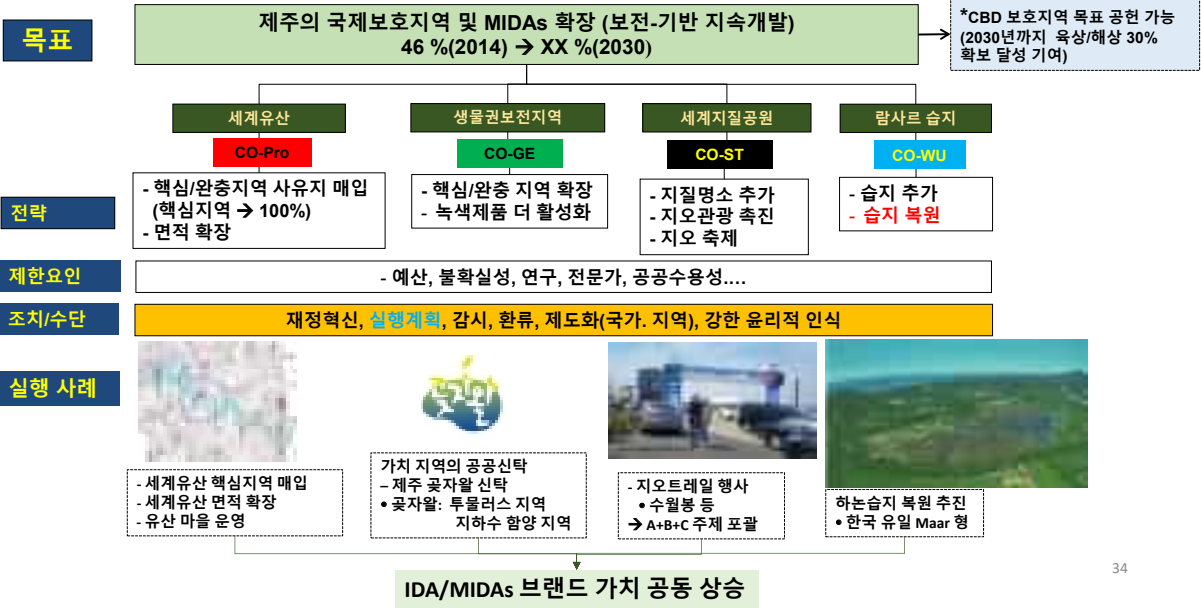 목표
제주의 국제보호지역 및 MIDAs 확장 (보전-기반 지속개발)
46 %(2014) → XX %(2030)
*CBD 보호지역 목표 공헌 가능
(2030년까지 육상/해상 30%
확보 달성 기여)
세계유산
생물권보전지역
세계지질공원
람사르 습지
CO-Pro
CO-GE
CO-ST
CO-WU
전략
- 핵심/완충지역 사유지 매입
(핵심지역 → 100%)
- 면적 확장
- 핵심/완충 지역 확장
- 녹색제품 더 활성화
- 지질명소 추가
- 지오관광 촉진
- 지오 축제
- 습지 추가
- 습지 복원
제한요인
- 예산, 불확실성, 연구, 전문가, 공공수용성....
조치/수단
재정혁신, 실행계획, 감시, 환류, 제도화(국가. 지역), 강한 윤리적 인식
실행 사례
곶자왈
- 세계유산 핵심지역 매입
- 세계유산 면적 확장
- 유산 마을 운영
가치 지역의 공공신탁
– 제주 곶자왈 신탁
• 곶자왈: 투물러스 지역
지하수 함양 지역
- 지오트레일 행사
• 수월봉 등
→ A+B+C 주제 포괄
하논습지 복원 추진
• 한국 유일 Maar 형
IDA/MIDAs 브랜드 가치 공동 상승
34